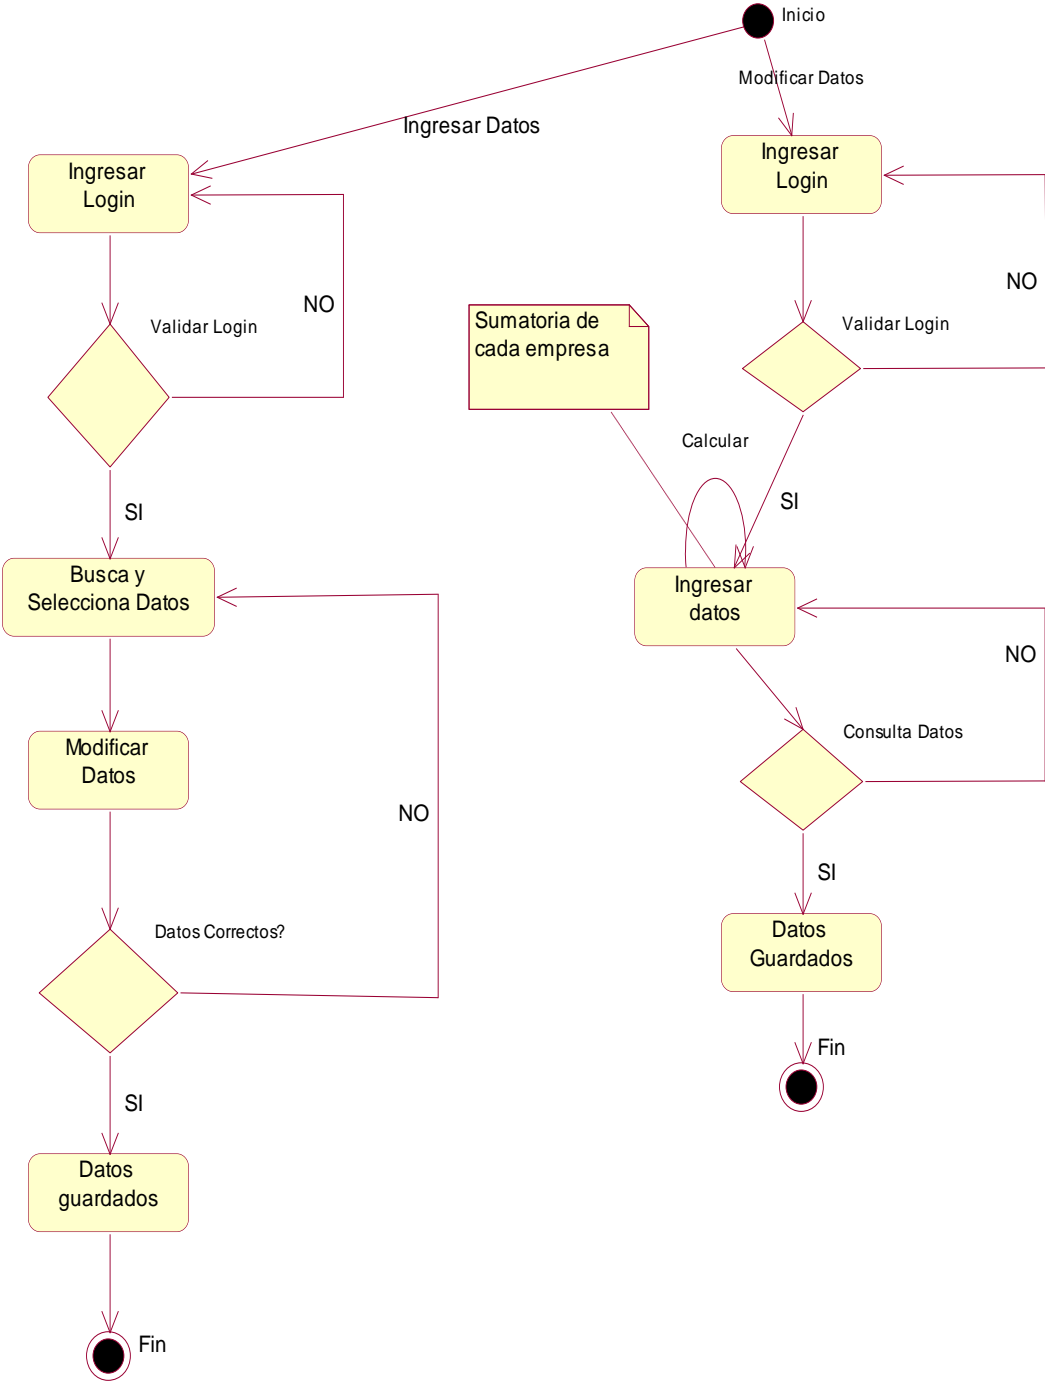 Inicio
Modificar Datos
Ingresar Datos
Ingresar
Login
NO
Validar Login
SI
Busca y
Selecciona Datos
Modificar
Datos
NO
Datos Correctos?
SI
Datos
guardados
Fin
Ingresar
Login
NO
Validar Login
Sumatoria de
cada empresa
Calcular
SI
Ingresar
datos
NO
Consulta Datos
SI
Datos
Guardados
Fin